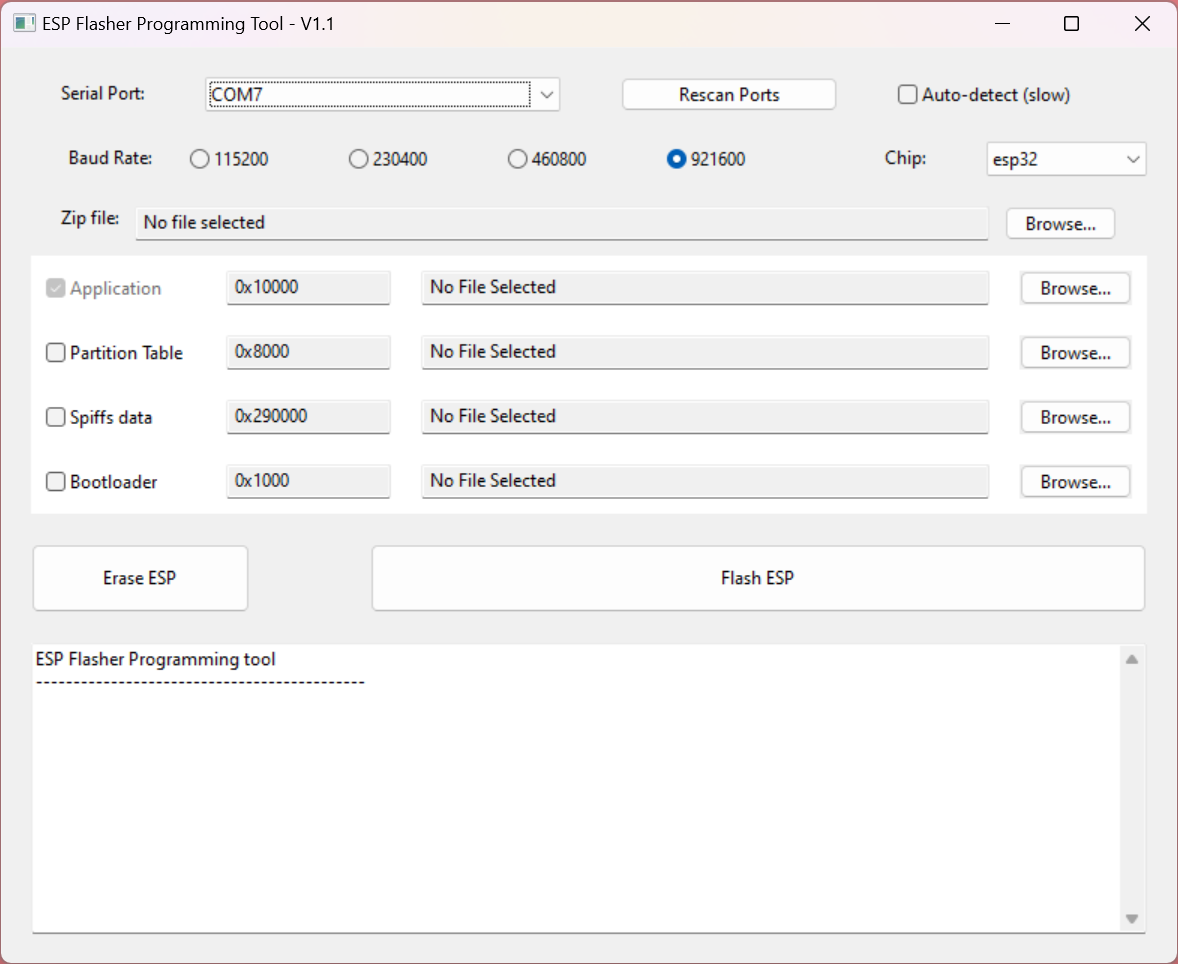 ESP Flasher Programming Tool - V1.1
Serial Port: COM7 Rescan Ports Auto-detect (slow)
Baud Rate: 115200 230400 460800 921600 Chip: esp32
Zip file: No file selected Browse...
Application 0x10000 No File Selected Browse...
Partition Table 0x8000 No File Selected Browse...
Spiffs data 0x290000 No File Selected Browse...
Bootloader 0x1000 No File Selected Browse...
Erase ESP Flash ESP
ESP Flasher Programming tool
--------------------------------------------